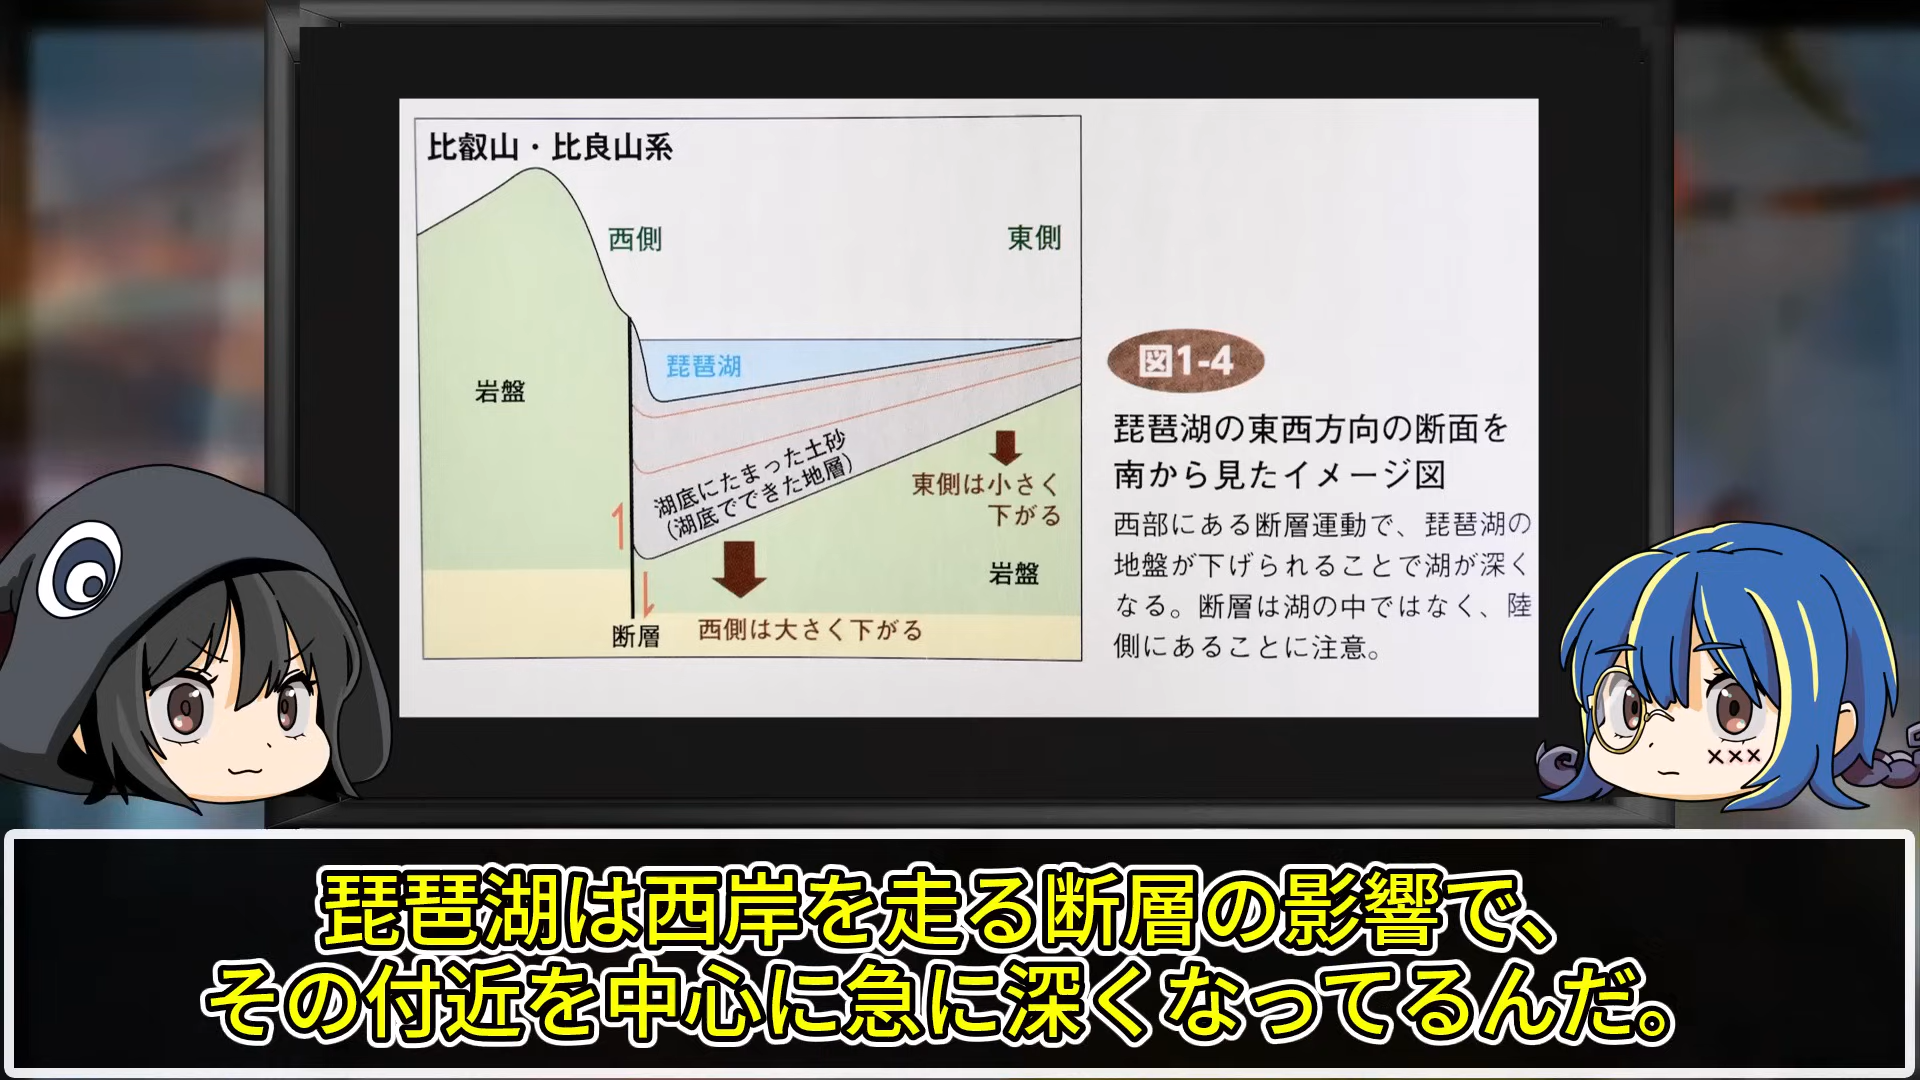 比叡山・比良山系
西側
東側
琵琶湖
岩盤
湖底にたまった土砂
（湖底でできた地層）
東側は小さく
下がる
岩盤
断層
西側は大きく下がる
図1-4
琵琶湖の東西方向の断面を
南から見たイメージ図
西部にある断層運動で、琵琶湖の
地盤が下げられることで湖が深く
なる。断層は湖の中ではなく、陸
側にあることに注意。
琵琶湖は西岸を走る断層の影響で、
その付近を中心に急に深くなってるんだ。